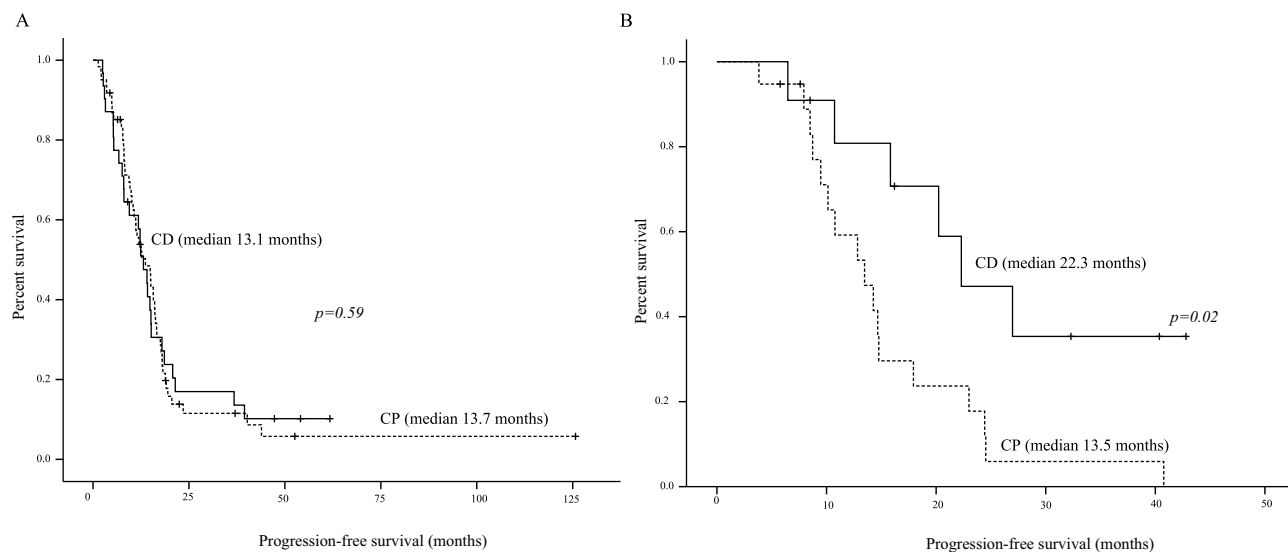 A
1.0
0.8
0.6
0.4
0.2
0.0
Percent survival
CD (median 13.1 months)
p=0.59
CP (median 13.7 months)
0
25
50
75
100
125
Progression-free survival (months)
B
1.0
0.8
0.6
0.4
0.2
0.0
Percent survival
CD (median 22.3 months)
p=0.02
CP (median 13.5 months)
0
10
20
30
40
50
Progression-free survival (months)